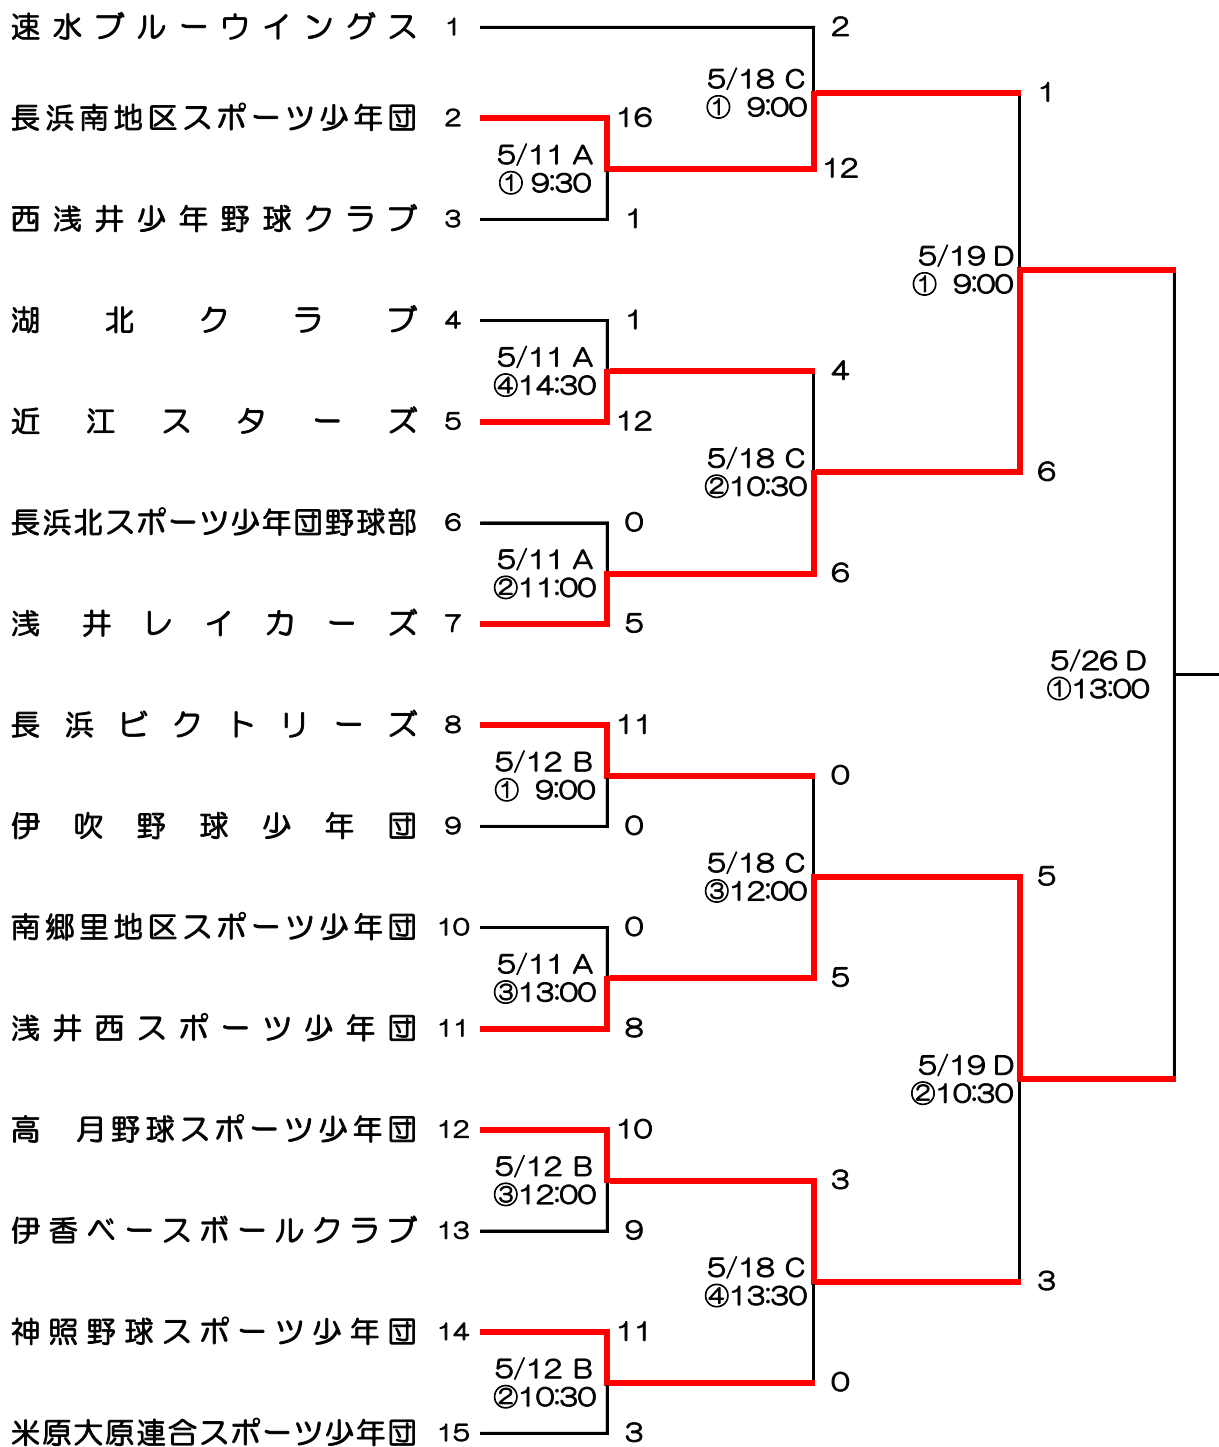 速水ブルーウイングス 1 2
5/18 C
① 9:00
1
長浜南地区スポーツ少年団 2 16
5/11 A
① 9:30
12
西浅井少年野球クラブ 3 1
5/19 D
① 9:00
湖北クラブ 4 1
5/11 A
④14:30
4
近江スターズ 5 12
5/18 C
②10:30
6
長浜北スポーツ少年団野球部 6 0
5/11 A
②11:00
6
浅井レイカーズ 7 5
5/26 D
①13:00
長浜ビクトリーズ 8 11
5/12 B
① 9:00
0
伊吹野球少年団 9 0
5/18 C
③12:00
5
南郷里地区スポーツ少年団 10 0
5/11 A
③13:00
5
浅井西スポーツ少年団 11 8
5/19 D
②10:30
高月野球スポーツ少年団 12 10
5/12 B
③12:00
3
伊香ベースボールクラブ 13 9
5/18 C
④13:30
3
神照野球スポーツ少年団 14 11
5/12 B
②10:30
0
米原大原連合スポーツ少年団 15 3